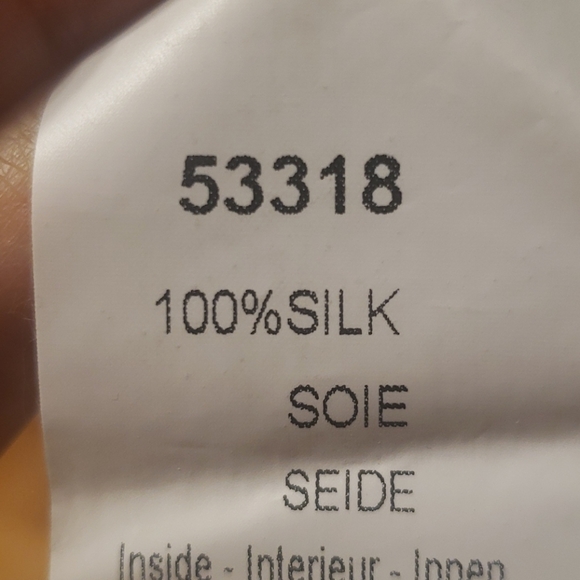 53318
100%SILK
SOIE
SEIDE
Inside - Interieur - Innen